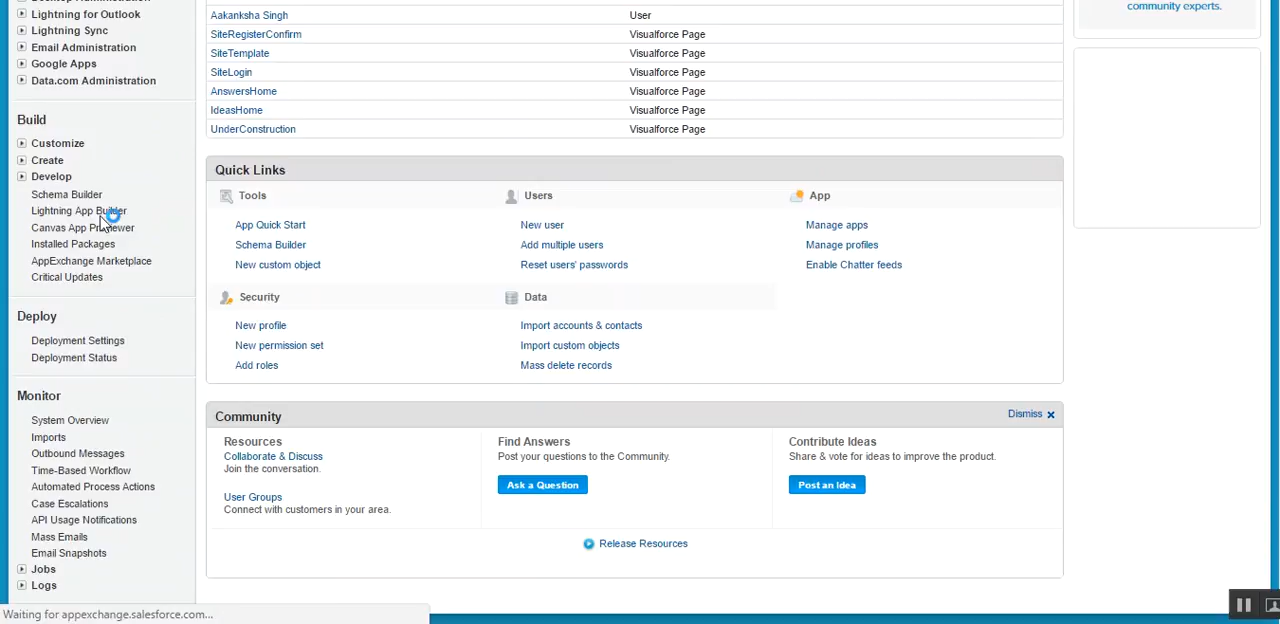 Lightning for Outlook
Lightning Sync
Email Administration
Google Apps
Data.com Administration
Build
Customize
Create
Develop
Schema Builder
Lightning App Builder
Canvas App Previewer
Installed Packages
AppExchange Marketplace
Critical Updates
Deploy
Deployment Settings
Deployment Status
Monitor
System Overview
Imports
Outbound Messages
Time-Based Workflow
Automated Process Actions
Case Escalations
API Usage Notifications
Mass Emails
Email Snapshots
Jobs
Logs
Waiting for appexchange.salesforce.com...
Aakanksha Singh User
SiteRegisterConfirm Visualforce Page
SiteTemplate Visualforce Page
SiteLogin Visualforce Page
AnswersHome Visualforce Page
IdeasHome Visualforce Page
UnderConstruction Visualforce Page
Quick Links
Tools
App Quick Start
Schema Builder
New custom object
Users
New user
Add multiple users
Reset users' passwords
App
Manage apps
Manage profiles
Enable Chatter feeds
Security
New profile
New permission set
Add roles
Data
Import accounts & contacts
Import custom objects
Mass delete records
Community
Dismiss
Resources
Collaborate & Discuss
Join the conversation.
User Groups
Connect with customers in your area.
Find Answers
Post your questions to the Community.
Ask a Question
Contribute Ideas
Share & vote for ideas to improve the product.
Post an Idea
Release Resources
community experts.